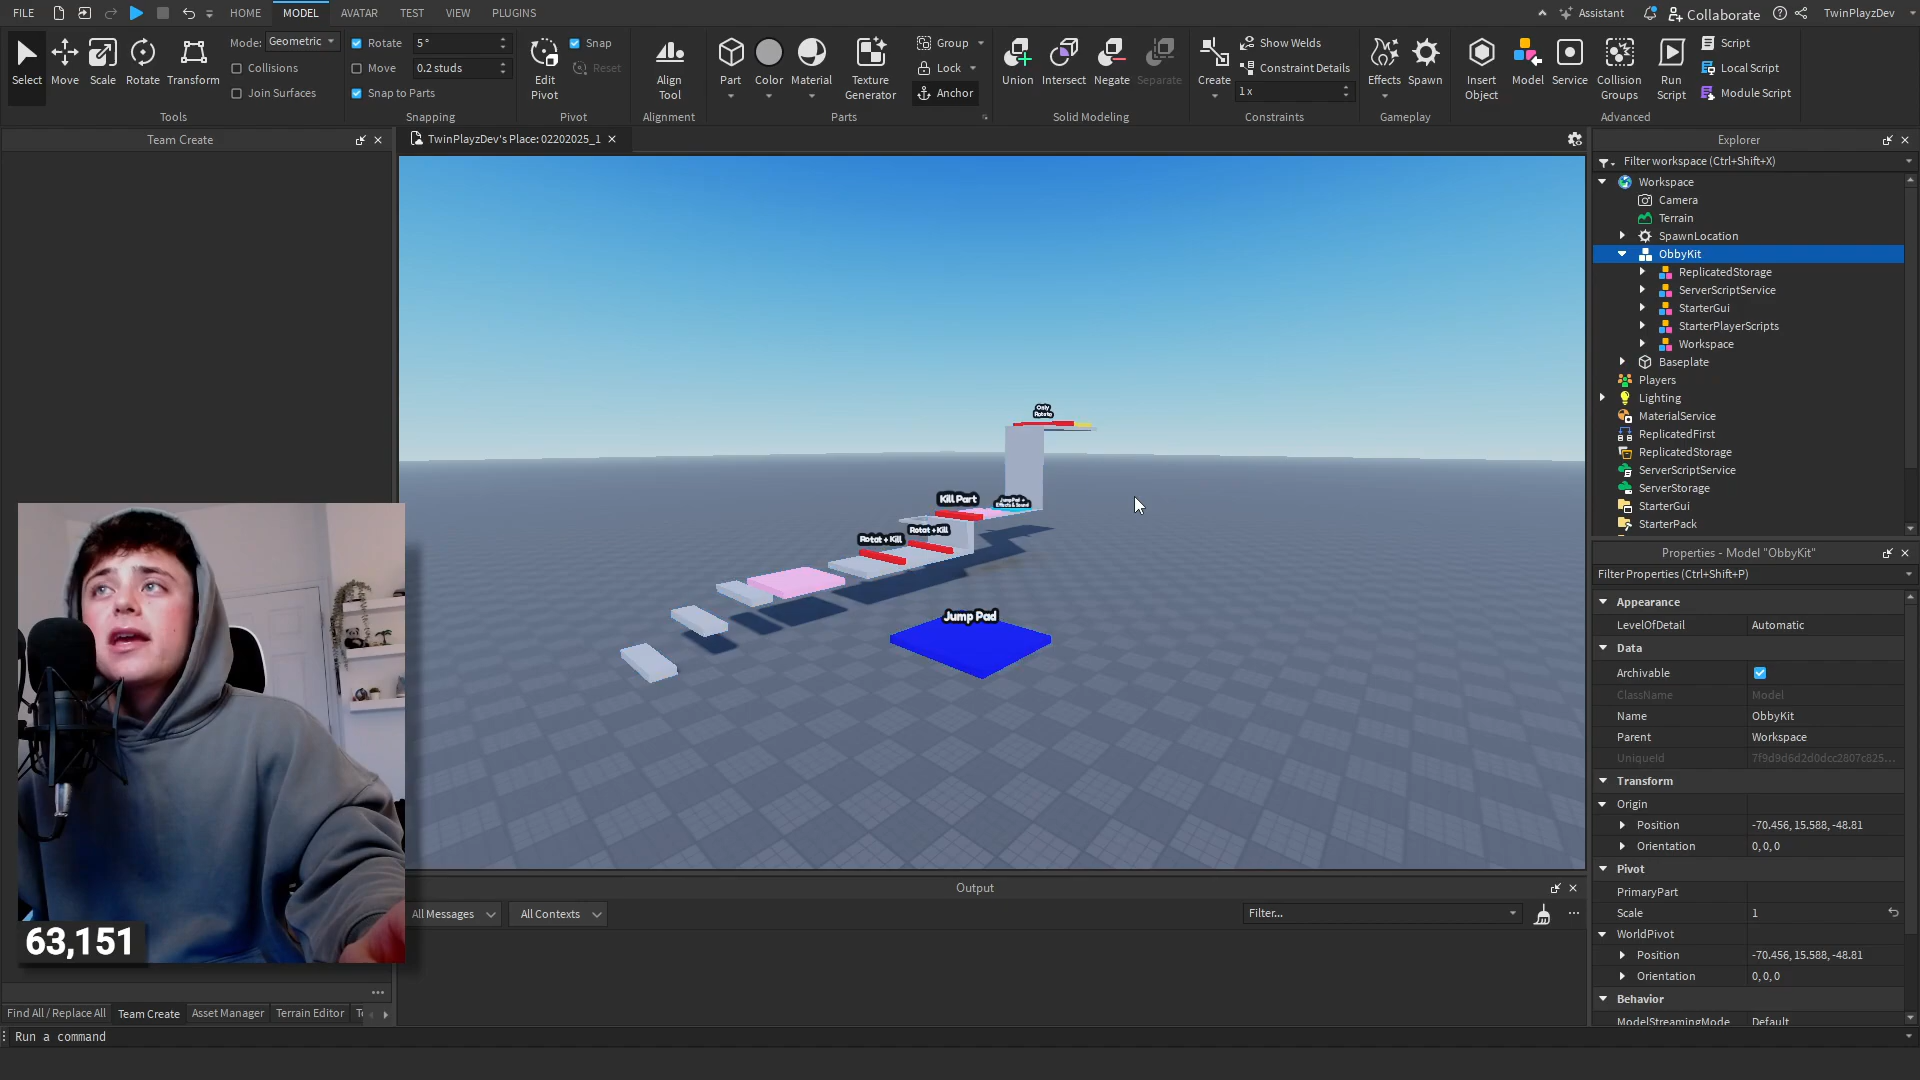 FILE HOME MODEL AVATAR TEST VIEW PLUGINS Assistant Collaborate TwinPlayzDev
Select Move Scale Rotate Transform
Mode: Geometric
Collisions
Join Surfaces
Tools
Rotate 5°
Move 0.2 studs
Snap to Parts
Snapping
Edit Pivot
Snap
Reset
Pivot
Align Tool
Alignment
Part Color Material Texture Generator
Group
Lock
Anchor
Parts
Union Intersect Negate Separate
Solid Modeling
Create
Show Welds
Constraint Details
1 x
Constraints
Effects Spawn
Gameplay
Insert Object
Model Service
Collision Groups
Run Script
Script
Local Script
Module Script
Advanced
Team Create
TwinPlayzDev's Place: 02202025_1
Only
Rotate
Kill Part
Jump Pad +
Effects & Sound
Rotat + Kill
Rotat + Kill
Jump Pad
63,151
Output
All Messages All Contexts Filter...
Find All / Replace All Team Create Asset Manager Terrain Editor
Run a command
Explorer
Filter workspace (Ctrl+Shift+X)
Workspace
Camera
Terrain
SpawnLocation
ObbyKit
ReplicatedStorage
ServerScriptService
StarterGui
StarterPlayerScripts
Workspace
Baseplate
Players
Lighting
MaterialService
ReplicatedFirst
ReplicatedStorage
ServerScriptService
ServerStorage
StarterGui
StarterPack
Properties - Model "ObbyKit"
Filter Properties (Ctrl+Shift+P)
Appearance
LevelOfDetail Automatic
Data
Archivable
ClassName Model
Name ObbyKit
Parent Workspace
UniqueId 7f9d9d6d2d0dcc2807c825...
Transform
Origin
Position -70.456, 15.588, -48.81
Orientation 0, 0, 0
Pivot
PrimaryPart
Scale 1
WorldPivot
Position -70.456, 15.588, -48.81
Orientation 0, 0, 0
Behavior
ModelStreamingMode Default